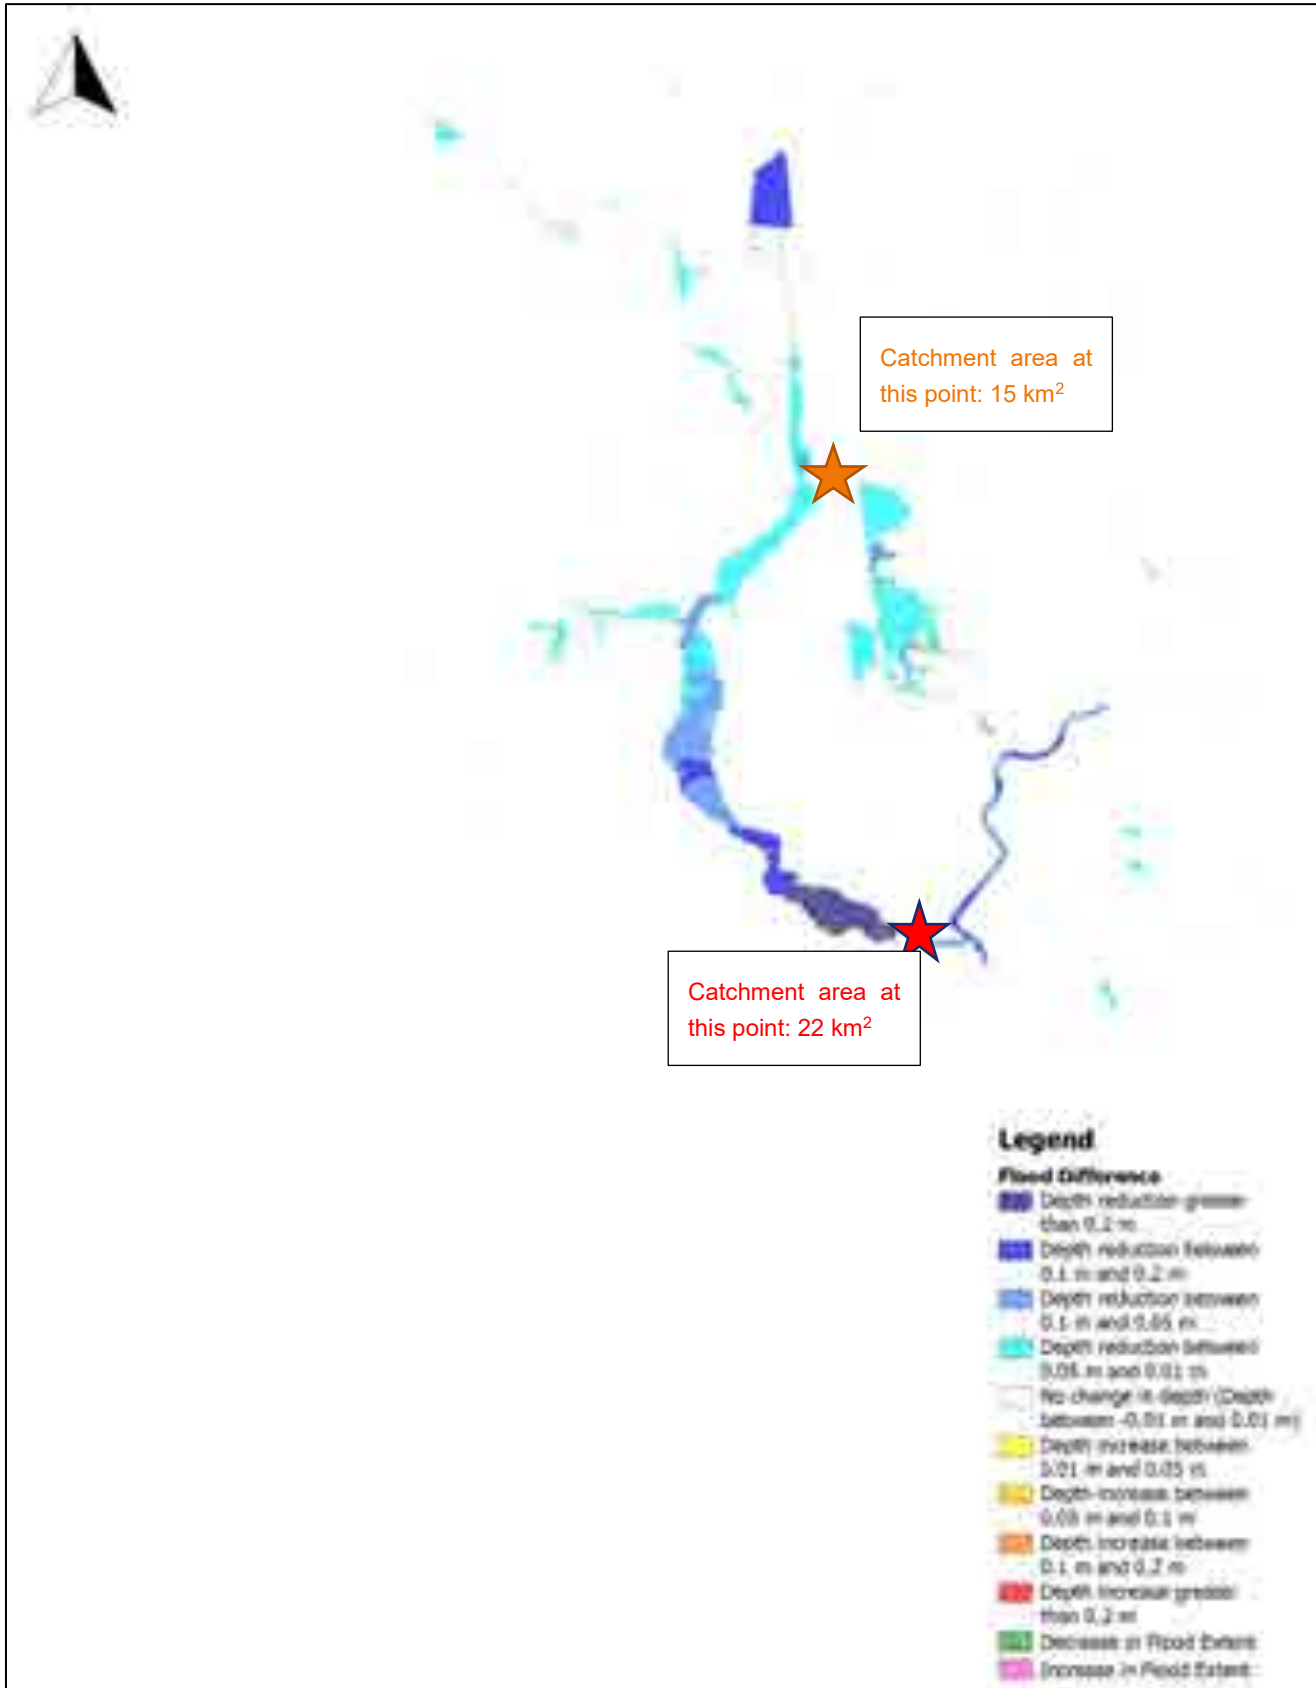 Catchment area at
this point: 15 km²
Catchment area at
this point: 22 km²
Legend
Flood Difference
Depth reduction greater
than 0.2 m
Depth reduction between
0.1 m and 0.2 m
Depth reduction between
0.1 m and 0.05 m
Depth reduction between
0.05 m and 0.01 m
No change in depth (Depth
between -0.01 m and 0.01 m)
Depth increase between
0.01 m and 0.05 m
Depth increase between
0.05 m and 0.1 m
Depth increase between
0.1 m and 0.2 m
Depth increase greater
than 0.2 m
Decrease in Flood Extent
Increase in Flood Extent